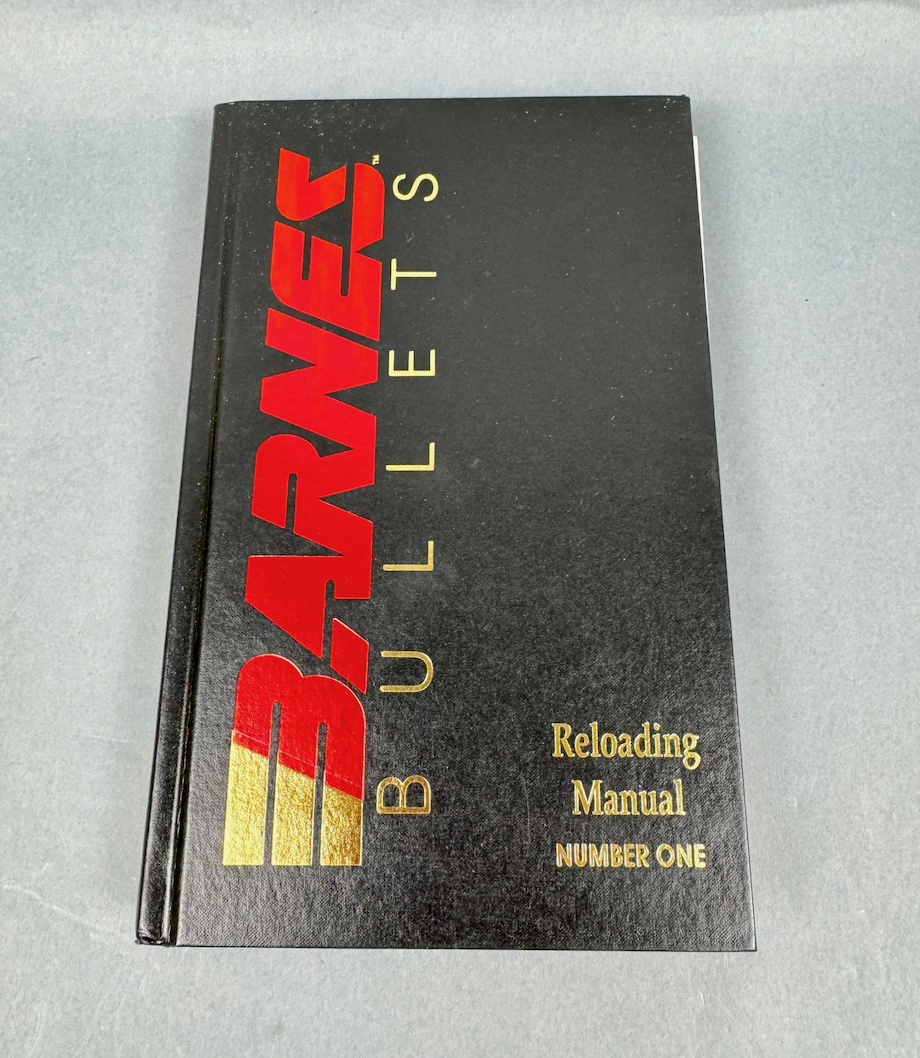 BARNES™
BULLETS
Reloading
Manual
NUMBER ONE